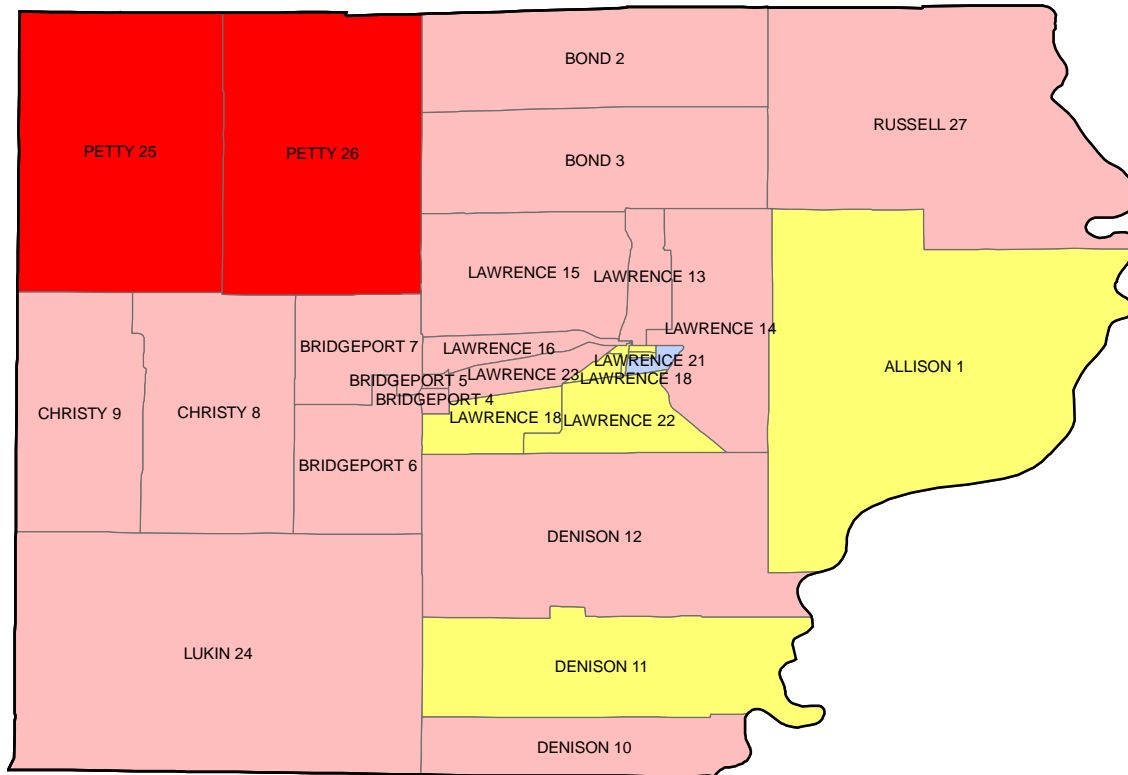 BOND 2
RUSSELL 27
PETTY 25
PETTY 26
BOND 3
LAWRENCE 15
LAWRENCE 13
LAWRENCE 14
BRIDGEPORT 7
LAWRENCE 16
LAWRENCE 21
ALLISON 1
BRIDGEPORT 5
LAWRENCE 23
LAWRENCE 18
BRIDGEPORT 4
CHRISTY 9
CHRISTY 8
LAWRENCE 18
LAWRENCE 22
BRIDGEPORT 6
DENISON 12
LUKIN 24
DENISON 11
DENISON 10